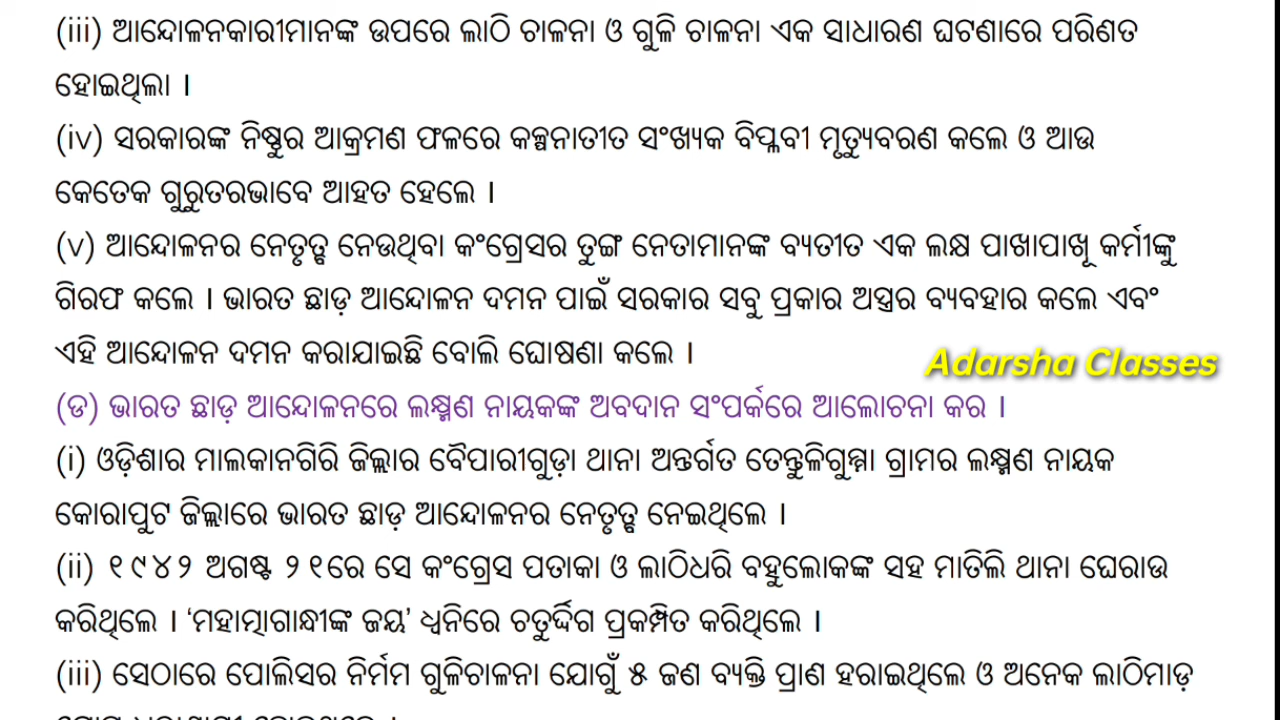 (iii) ଆନ୍ଦୋଳନକାରୀମାନଙ୍କ ଉପରେ ଲାଠି ଚାଳନା ଓ ଗୁଳି ଚାଳନା ଏକ ସାଧାରଣ ଘଟଣାରେ ପରିଣତ
ହୋଇଥିଲା ।
(iv) ସରକାରଙ୍କ ନିଷ୍ଠୁର ଆକ୍ରମଣ ଫଳରେ କଳ୍ପନାତୀତ ସଂଖ୍ୟକ ବିପ୍ଳବୀ ମୃତ୍ୟୁବରଣ କଲେ ଓ ଆଉ
କେତେକ ଗୁରୁତରଭାବେ ଆହତ ହେଲେ ।
(v) ଆନ୍ଦୋଳନର ନେତୃତ୍ଵ ନେଉଥିବା କଂଗ୍ରେସର ତୁଙ୍ଗ ନେତାମାନଙ୍କ ବ୍ୟତୀତ ଏକ ଲକ୍ଷ ପାଖାପାଖି କର୍ମୀଙ୍କୁ
ଗିରଫ କଲେ । ଭାରତ ଛାଡ଼ ଆନ୍ଦୋଳନ ଦମନ ପାଇଁ ସରକାର ସବୁ ପ୍ରକାର ଅସ୍ତ୍ରର ବ୍ୟବହାର କଲେ ଏବଂ
ଏହି ଆନ୍ଦୋଳନ ଦମନ କରାଯାଇଛି ବୋଲି ଘୋଷଣା କଲେ ।
Adarsha Classes
(ଡ) ଭାରତ ଛାଡ଼ ଆନ୍ଦୋଳନରେ ଲକ୍ଷ୍ମଣ ନାୟକଙ୍କ ଅବଦାନ ସଂପର୍କରେ ଆଲୋଚନା କର ।
(i) ଓଡ଼ିଶାର ମାଲକାନଗିରି ଜିଲ୍ଲାର ବୈପାରୀଗୁଡ଼ା ଥାନା ଅନ୍ତର୍ଗତ ତେନ୍ତୁଳିଗୁମ୍ମା ଗ୍ରାମର ଲକ୍ଷ୍ମଣ ନାୟକ
କୋରାପୁଟ ଜିଲ୍ଲାରେ ଭାରତ ଛାଡ଼ ଆନ୍ଦୋଳନର ନେତୃତ୍ଵ ନେଇଥିଲେ ।
(ii) ୧୯୪୨ ଅଗଷ୍ଟ ୨୧ରେ ସେ କଂଗ୍ରେସ ପତାକା ଓ ଲାଠିଧରି ବହୁଲୋକଙ୍କ ସହ ମାତିଲି ଥାନା ଘେରାଉ
କରିଥିଲେ । ‘ମହାତ୍ମାଗାନ୍ଧୀଙ୍କ ଜୟ’ ଧ୍ଵନିରେ ଚତୁର୍ଦ୍ଦିଗ ପ୍ରକମ୍ପିତ କରିଥିଲେ ।
(iii) ସେଠାରେ ପୋଲିସର ନିର୍ମମ ଗୁଳିଚାଳନା ଯୋଗୁଁ ୫ ଜଣ ବ୍ୟକ୍ତି ପ୍ରାଣ ହରାଇଥିଲେ ଓ ଅନେକ ଲାଠିମାଡ଼